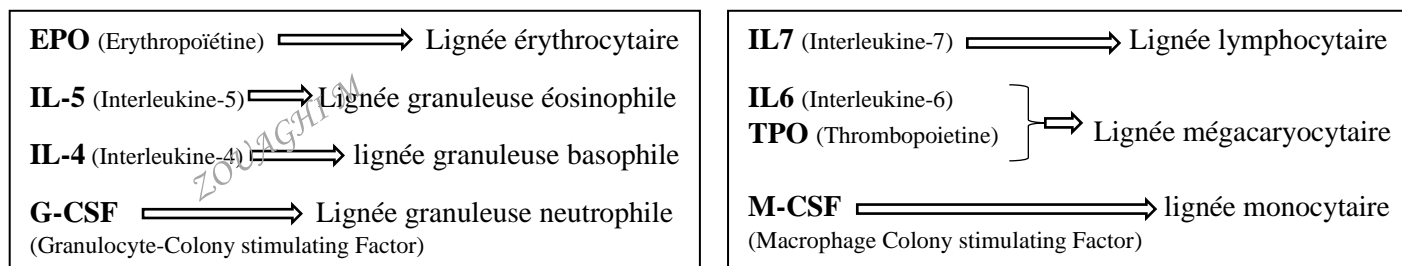 EPO (Erythropoïétine) Lignée érythrocytaire
IL-5 (Interleukine-5) Lignée granuleuse éosinophile
IL-4 (Interleukine-4) lignée granuleuse basophile
G-CSF Lignée granuleuse neutrophile
(Granulocyte-Colony stimulating Factor)
ZOUAGHI M
IL7 (Interleukine-7) Lignée lymphocytaire
IL6 (Interleukine-6)
TPO (Thrombopoietine) Lignée mégacaryocytaire
M-CSF lignée monocytaire
(Macrophage Colony stimulating Factor)